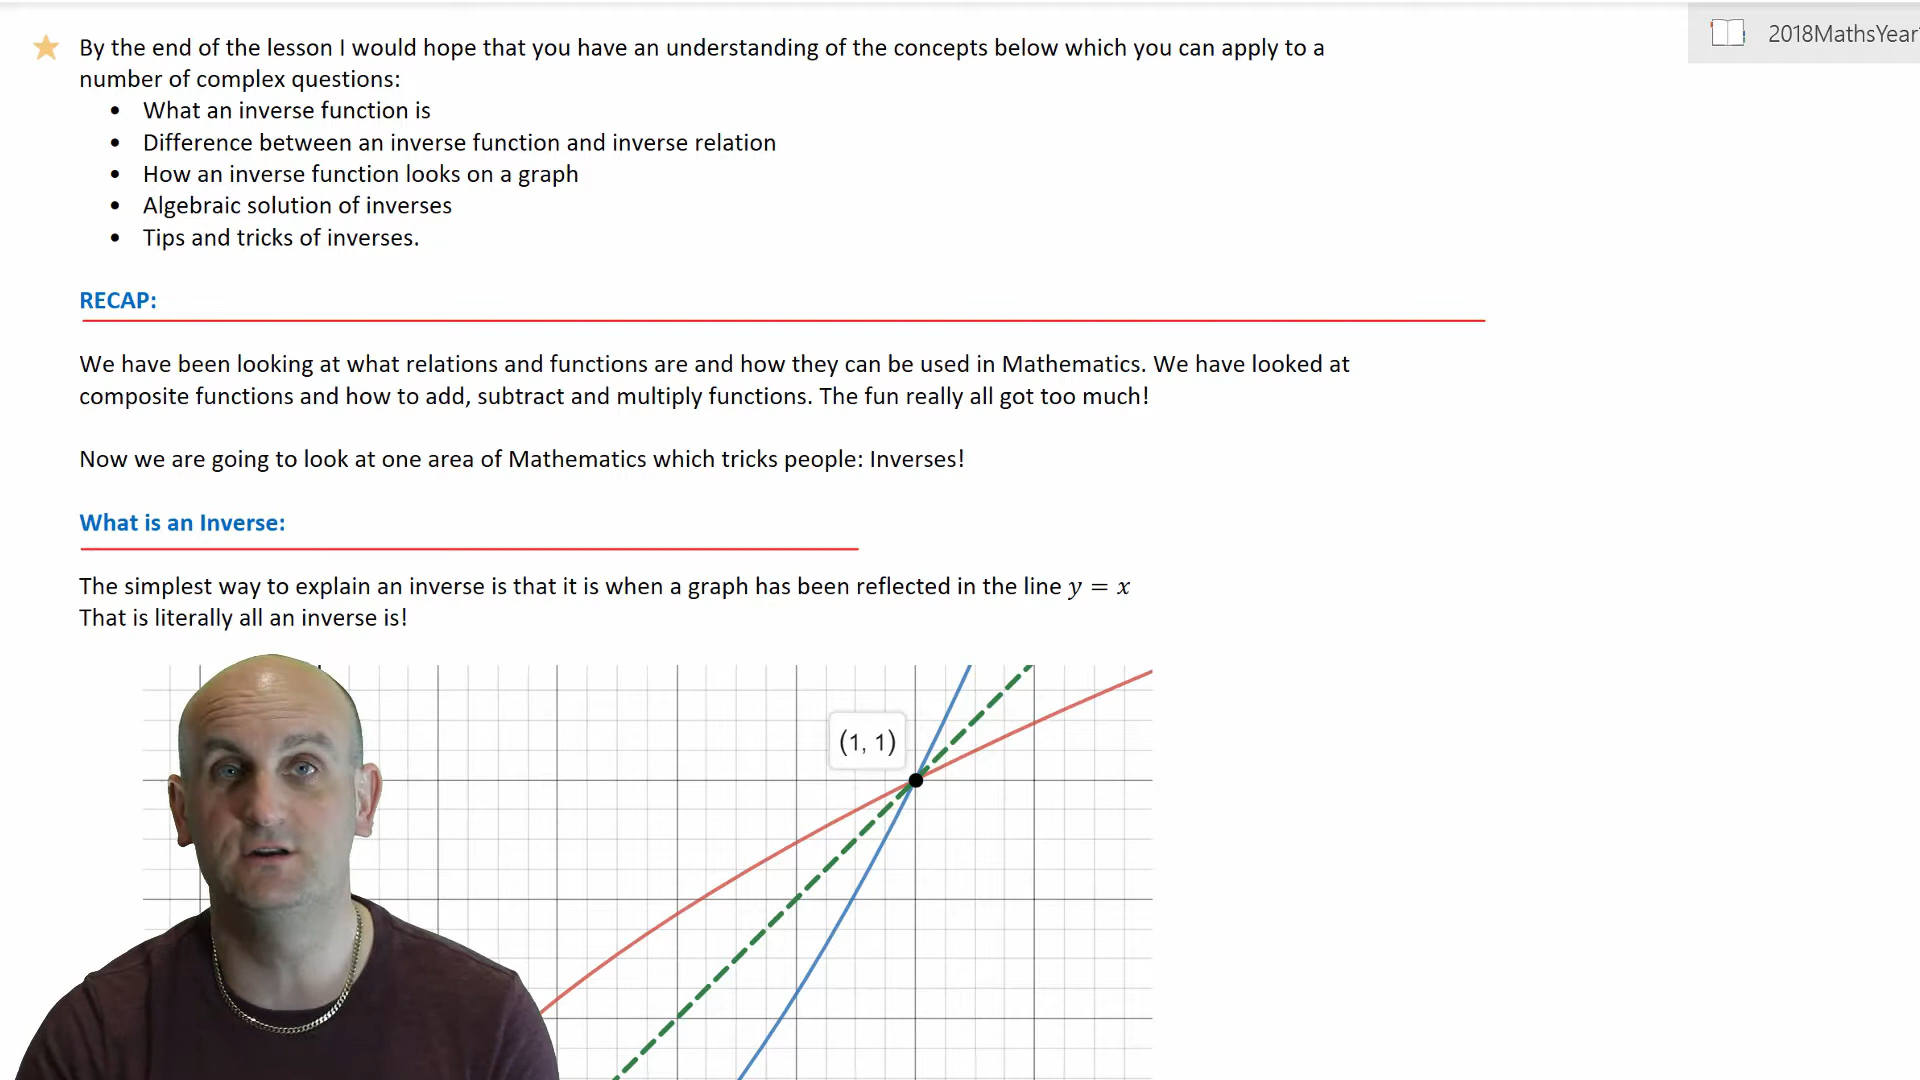 2018MathsYear
By the end of the lesson I would hope that you have an understanding of the concepts below which you can apply to a
number of complex questions:
• What an inverse function is
• Difference between an inverse function and inverse relation
• How an inverse function looks on a graph
• Algebraic solution of inverses
• Tips and tricks of inverses.
RECAP:
We have been looking at what relations and functions are and how they can be used in Mathematics. We have looked at
composite functions and how to add, subtract and multiply functions. The fun really all got too much!
Now we are going to look at one area of Mathematics which tricks people: Inverses!
What is an Inverse:
The simplest way to explain an inverse is that it is when a graph has been reflected in the line y = x
That is literally all an inverse is!
(1, 1)